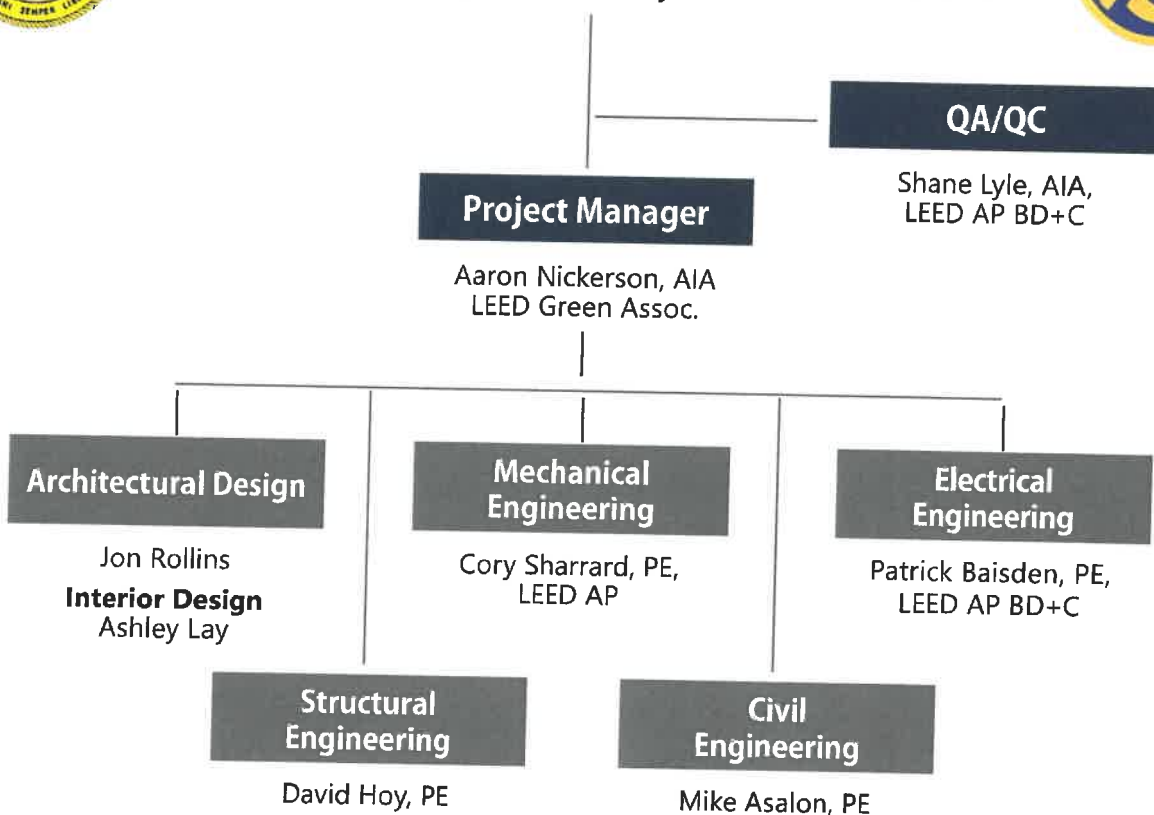 SEMPER
QA/QC
Shane Lyle, AIA,
LEED AP BD+C
Project Manager
Aaron Nickerson, AIA
LEED Green Assoc.
Architectural Design
Jon Rollins
Interior Design
Ashley Lay
Mechanical
Engineering
Cory Sharrard, PE,
LEED AP
Electrical
Engineering
Patrick Baisden, PE,
LEED AP BD+C
Structural
Engineering
David Hoy, PE
Civil
Engineering
Mike Asalon, PE